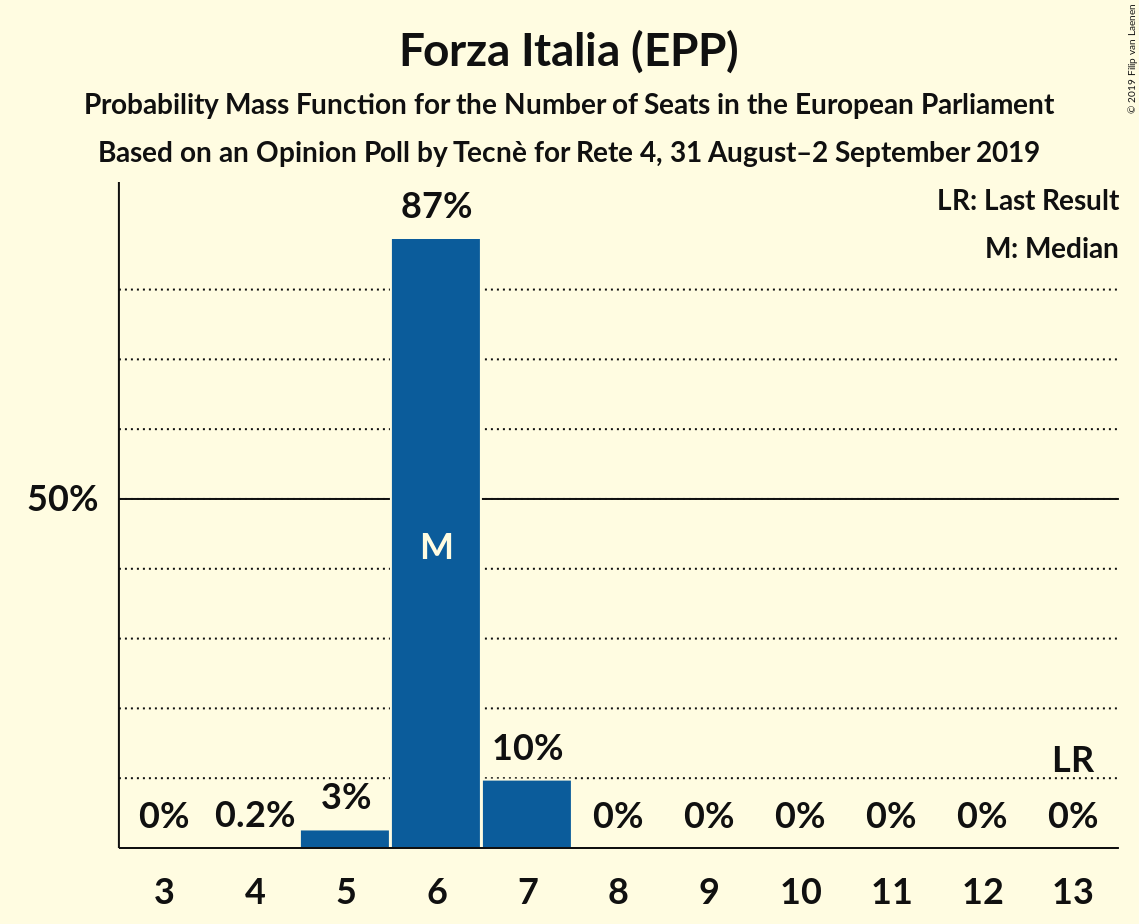 Forza Italia (EPP)
Probability Mass Function for the Number of Seats in the European Parliament
Based on an Opinion Poll by Tecnè for Rete 4, 31 August–2 September 2019
© 2019 Filip van Laenen
LR: Last Result
M: Median
87%
50%
M
10%
LR
3%
0% 0.2% 0% 0% 0% 0% 0% 0%
3 4 5 6 7 8 9 10 11 12 13